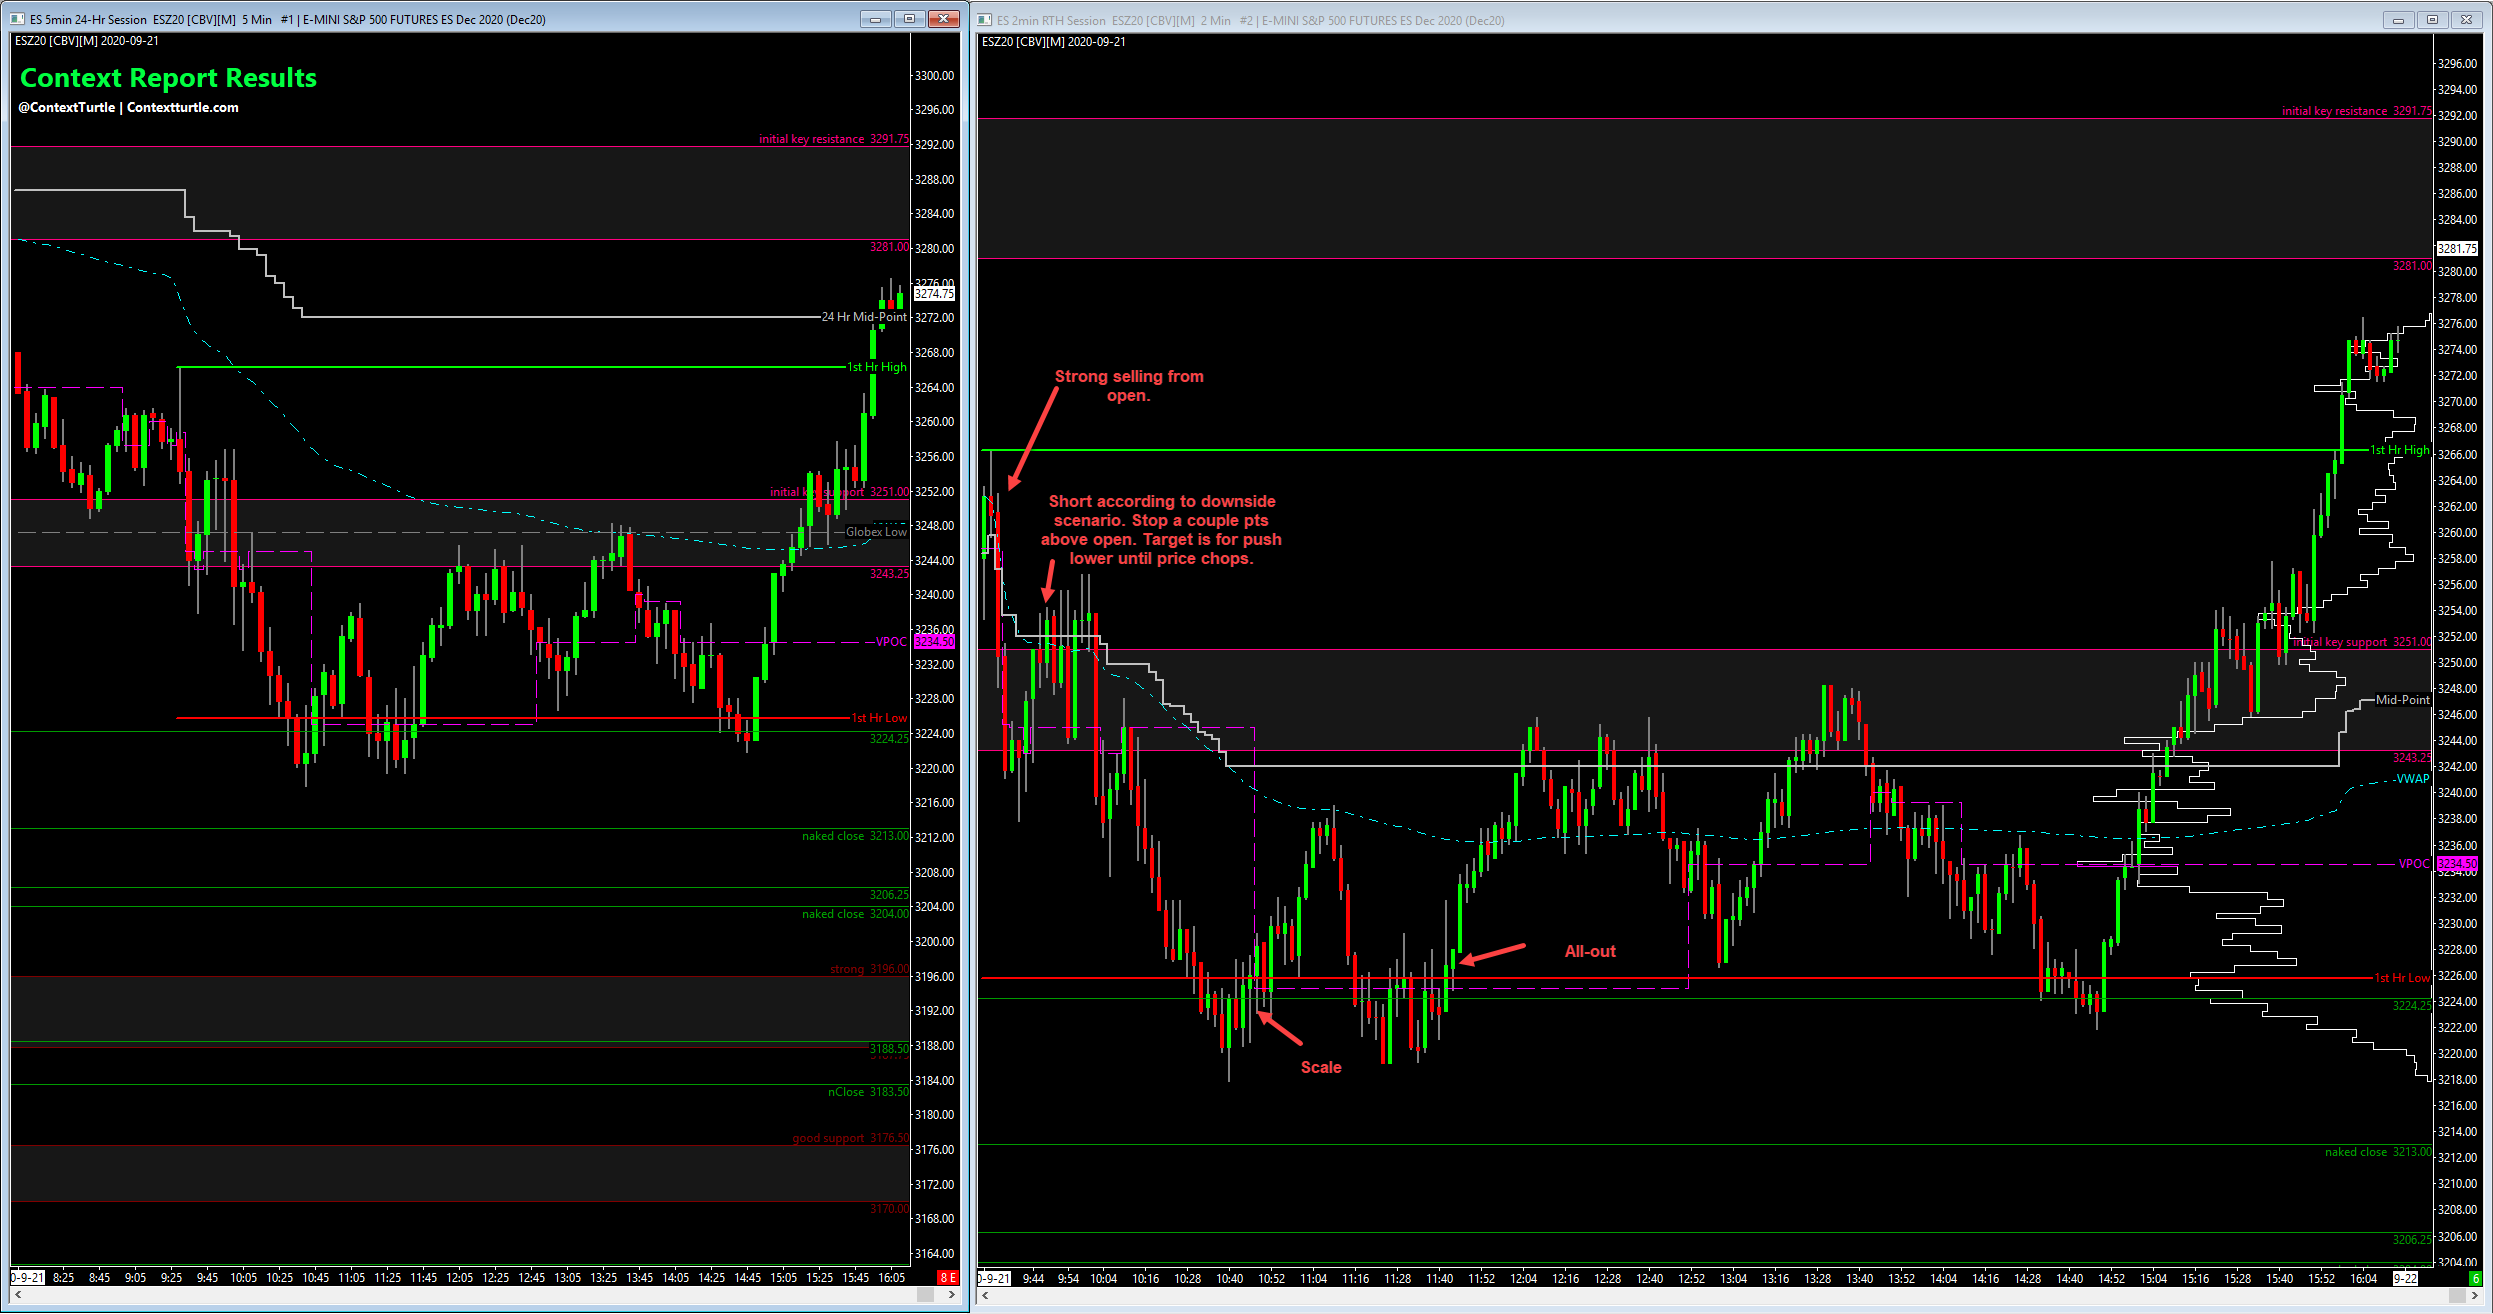 ES 5min 24-Hr Session  ESZ20 [CBV][M]  5 Min   #1 | E-MINI S&P 500 FUTURES ES Dec 2020 (Dec20)
ESZ20 [CBV][M] 2020-09-21
Context Report Results
@ContextTurtle | Contextturtle.com
3300.00
3296.00
initial key resistance  3291.75
3292.00
3288.00
3284.00
3281.00
3280.00
3276.00
3274.75
24 Hr Mid-Point
3272.00
3268.00
1st Hr High
3264.00
3260.00
3256.00
initial key support  3251.00
3252.00
3248.00
Globex Low
3244.00
3243.25
3240.00
3236.00
VPOC
3234.50
3232.00
3228.00
3224.00
1st Hr Low
3224.25
3220.00
3216.00
3212.00
naked close  3213.00
3208.00
3206.25
3204.00
naked close  3204.00
3200.00
strong  3196.00
3196.00
3192.00
3188.00
3188.50
3184.00
nClose  3183.50
3180.00
good support  3176.50
3176.00
3172.00
3170.00
3168.00
3164.00
0-9-21 8:25 8:45 9:05 9:25 9:45 10:05 10:25 10:45 11:05 11:25 11:45 12:05 12:25 12:45 13:05 13:25 13:45 14:05 14:25 14:45 15:05 15:25 15:45 16:05
8 E
ES 2min RTH Session  ESZ20 [CBV][M]  2 Min   #2 | E-MINI S&P 500 FUTURES ES Dec 2020 (Dec20)
ESZ20 [CBV][M] 2020-09-21
3296.00
3294.00
initial key resistance  3291.75
3292.00
3290.00
3288.00
3286.00
3284.00
3281.75
3281.00
3280.00
3278.00
3276.00
3274.00
3272.00
Strong selling from
open.
3270.00
3268.00
1st Hr High
3266.00
3264.00
3262.00
Short according to downside
scenario. Stop a couple pts
above open. Target is for push
lower until price chops.
3260.00
3258.00
3256.00
3254.00
3252.00
initial key support  3251.00
3250.00
3248.00
Mid-Point
3246.00
3244.00
3243.25
3242.00
VWAP
3240.00
3238.00
3236.00
VPOC
3234.50
3234.00
3232.00
3230.00
3228.00
All-out
3226.00
1st Hr Low
3224.00
3224.25
3222.00
3220.00
Scale
3218.00
3216.00
3214.00
naked close  3213.00
3212.00
3210.00
3208.00
3206.00
3206.25
3204.00
0-9-21 9:44 9:54 10:04 10:16 10:28 10:40 10:52 11:04 11:16 11:28 11:40 11:52 12:04 12:16 12:28 12:40 12:52 13:04 13:16 13:28 13:40 13:52 14:04 14:16 14:28 14:40 14:52 15:04 15:16 15:28 15:40 15:52 16:04 9-22
6